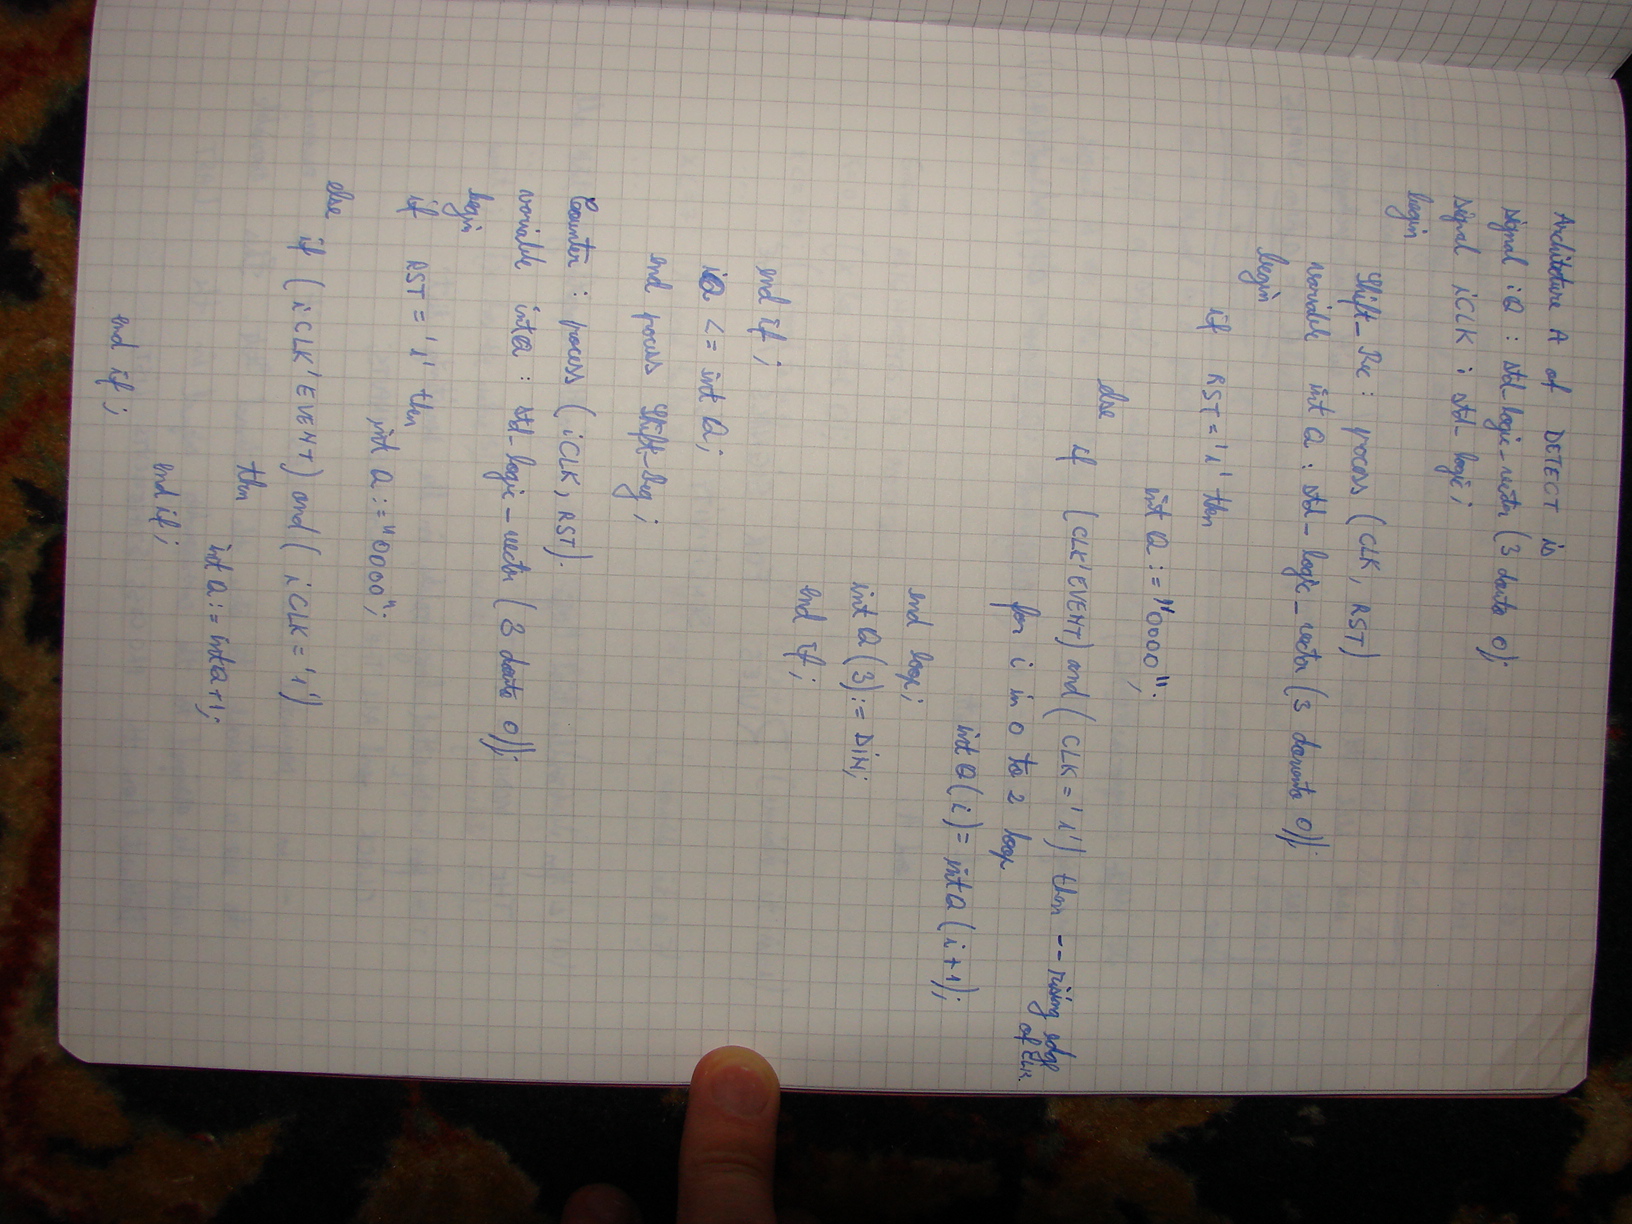 Architecture A of DETECT is
signal iQ : std_logic_vector (3 downto 0);
signal iCLK : std_logic;
begin
Shift_Rec : process (CLK, RST)
variable int Q : std_logic_vector (3 downto 0);
begin
if RST = '1' then
int Q := "0000";
else if (CLK'EVENT) and (CLK = '1') then -- rising edge
of CLK.
for i in 0 to 2 loop
int Q(i) = int Q (i+1);
end loop;
int Q (3) := DIN;
end if;
end if;
iQ <= int Q;
end process Shift_Reg;
Counter : process (iCLK, RST).
variable int Q : std_logic_vector (3 downto 0);
begin
if RST = '1' then
int Q := "0000";
else if (iCLK'EVENT) and (iCLK = '1')
then
int Q := int Q+1;
end if;
end if;